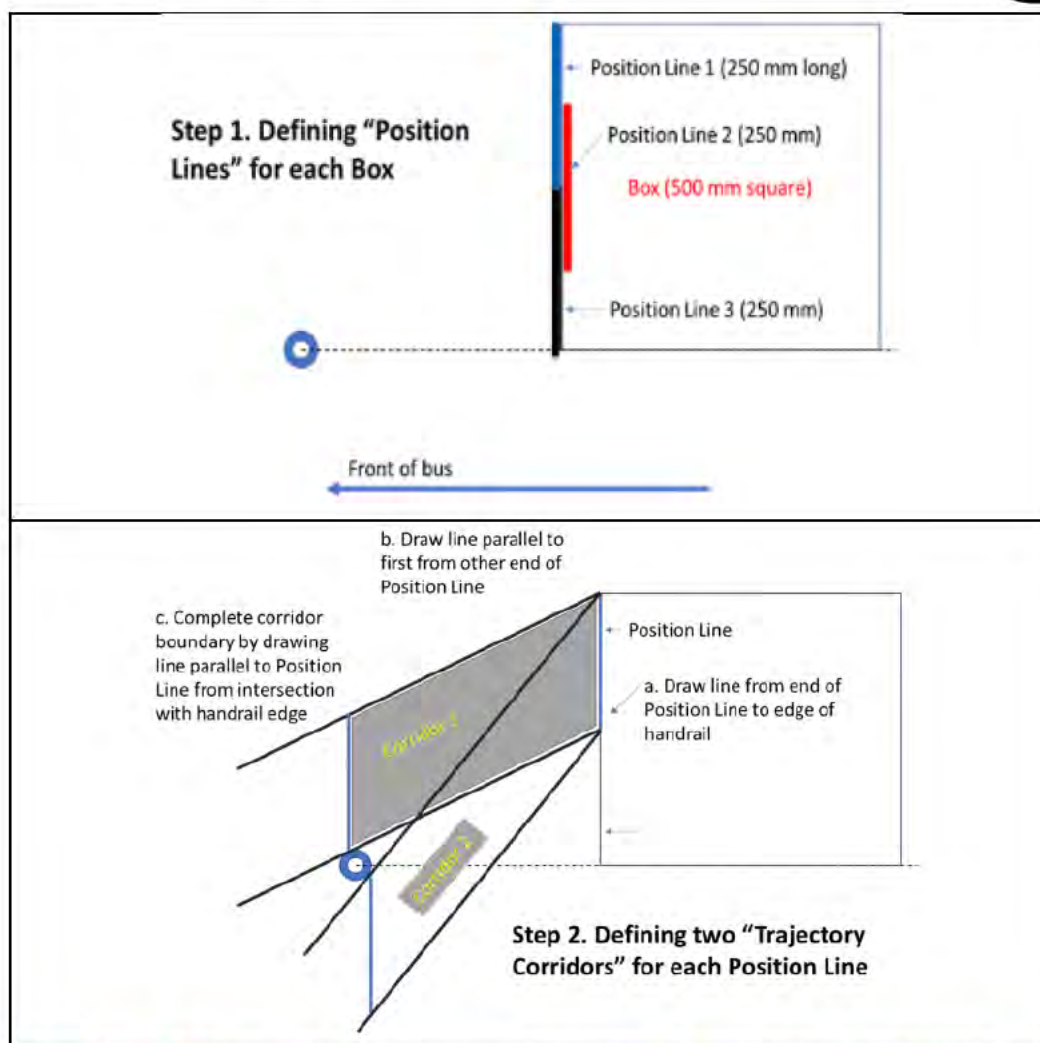 Step 1. Defining “Position
Lines” for each Box
Position Line 1 (250 mm long)
Position Line 2 (250 mm)
Box (500 mm square)
Position Line 3 (250 mm)
Front of bus
b. Draw line parallel to
first from other end of
Position Line
c. Complete corridor
boundary by drawing
line parallel to Position
Line from intersection
with handrail edge
Position Line
a. Draw line from end of
Position Line to edge of
handrail
Corridor 1
Corridor 2
Step 2. Defining two “Trajectory
Corridors” for each Position Line